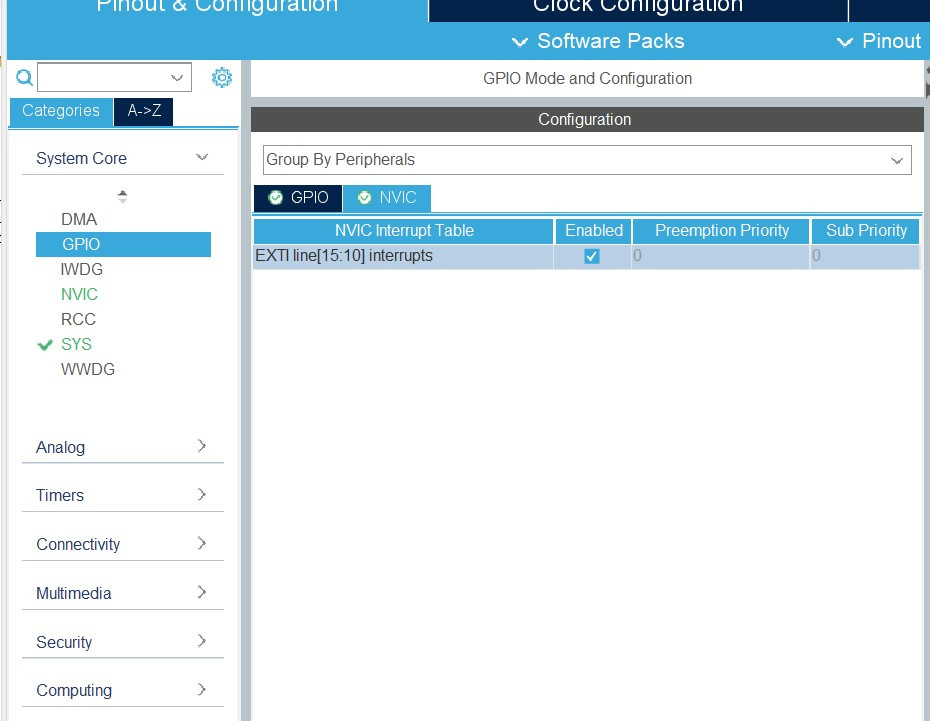 Pinout & Configuration
Clock Configuration
Software Packs
Pinout
GPIO Mode and Configuration
Categories
A->Z
Configuration
System Core
Group By Peripherals
GPIO
NVIC
DMA
GPIO
IWDG
NVIC
RCC
SYS
WWDG
NVIC Interrupt Table Enabled Preemption Priority Sub Priority
EXTI line[15:10] interrupts 0 0
Analog
Timers
Connectivity
Multimedia
Security
Computing